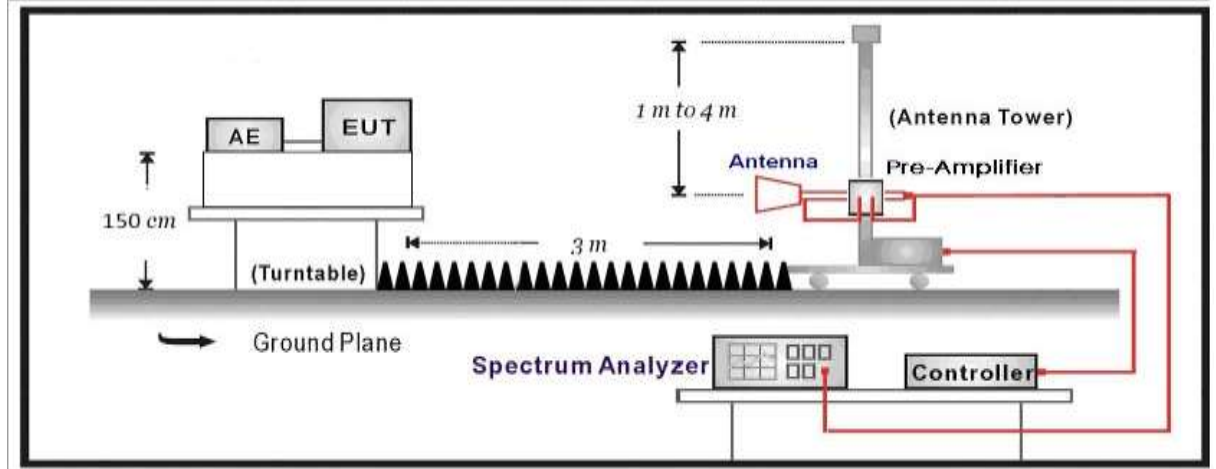 1 m to 4 m
(Antenna Tower)
AE
EUT
Antenna
Pre-Amplifier
150 cm
3 m
(Turntable)
Ground Plane
Spectrum Analyzer
Controller